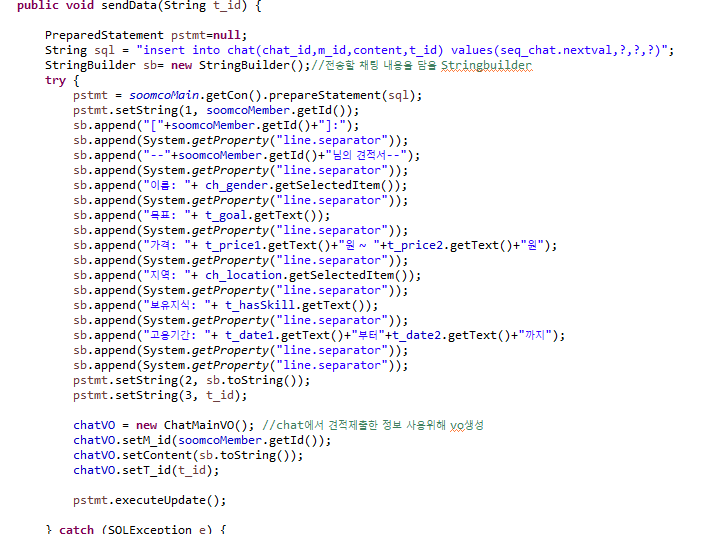 public void sendData(String t_id) {
PreparedStatement pstmt=null;
String sql = "insert into chat(chat_id,m_id,content,t_id) values(seq_chat.nextval,?,?,?)";
StringBuilder sb= new StringBuilder();//전송할 채팅 내용을 담을 Stringbuilder
try {
pstmt = soomcoMain.getCon().prepareStatement(sql);
pstmt.setString(1, soomcoMember.getId());
sb.append("["+soomcoMember.getId()+"]:");
sb.append(System.getProperty("line.separator"));
sb.append("--"+soomcoMember.getId()+"님의 견적서--");
sb.append(System.getProperty("line.separator"));
sb.append("이름: "+ ch_gender.getSelectedItem());
sb.append(System.getProperty("line.separator"));
sb.append("목표: "+ t_goal.getText());
sb.append(System.getProperty("line.separator"));
sb.append("가격: "+ t_price1.getText()+"원 ~ "+t_price2.getText()+"원");
sb.append(System.getProperty("line.separator"));
sb.append("지역: "+ ch_location.getSelectedItem());
sb.append(System.getProperty("line.separator"));
sb.append("보유지식: "+ t_hasSkill.getText());
sb.append(System.getProperty("line.separator"));
sb.append("고용기간: "+ t_date1.getText()+"부터"+t_date2.getText()+"까지");
sb.append(System.getProperty("line.separator"));
sb.append(System.getProperty("line.separator"));
pstmt.setString(2, sb.toString());
pstmt.setString(3, t_id);
chatVO = new ChatMainVO(); //chat에서 견적제출한 정보 사용위해 vo생성
chatVO.setM_id(soomcoMember.getId());
chatVO.setContent(sb.toString());
chatVO.setT_id(t_id);
pstmt.executeUpdate();
} catch (SQLException e) {